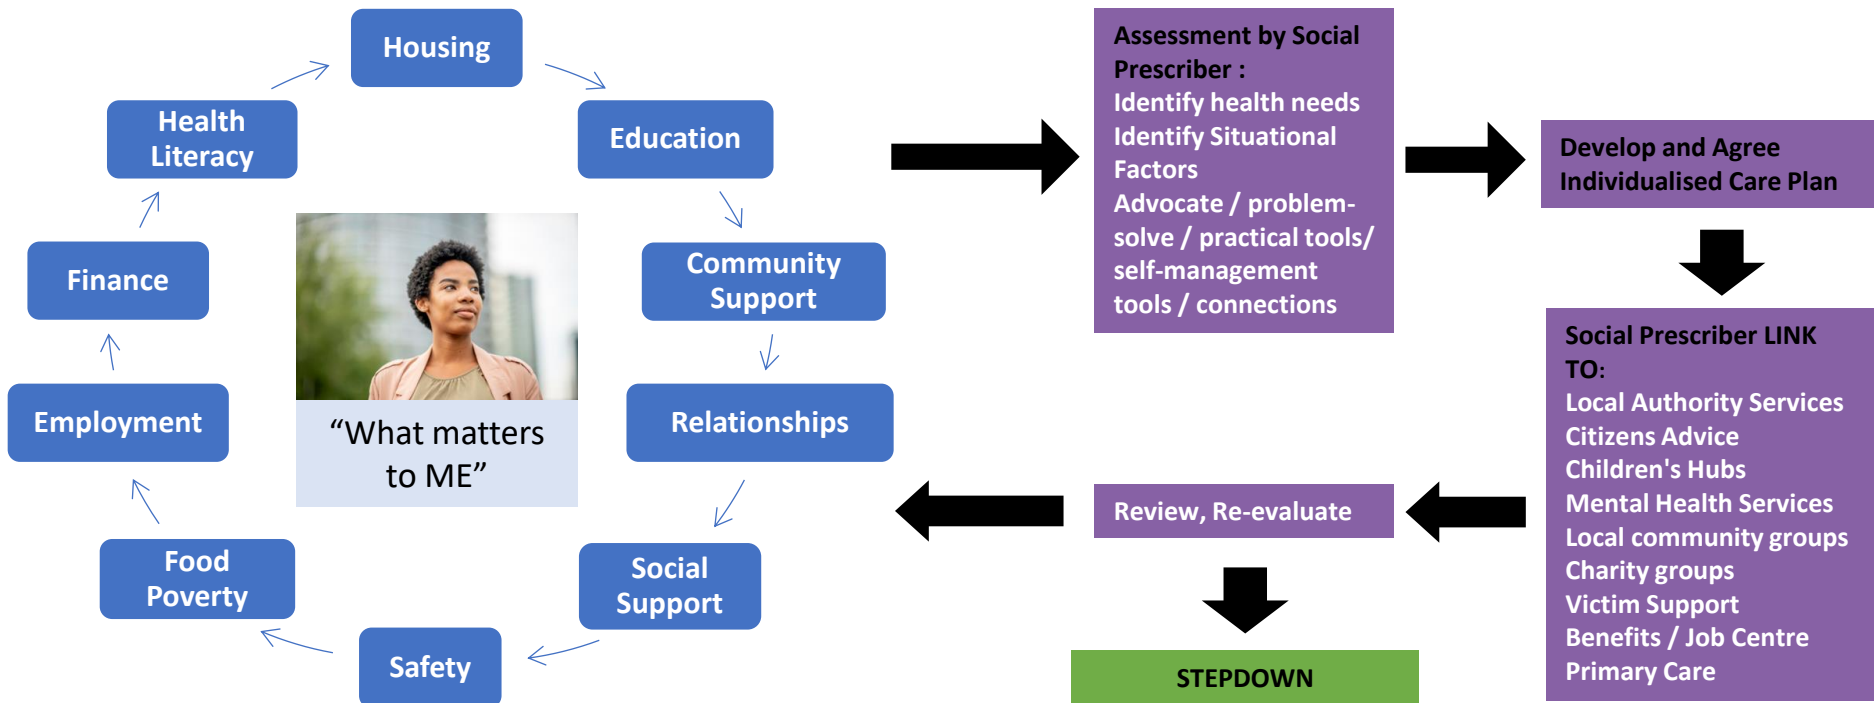 Housing
Education
Community
Support
Relationships
Social
Support
Safety
Food
Poverty
Employment
Finance
Health
Literacy
“What matters
to ME”
Assessment by Social
Prescriber :
Identify health needs
Identify Situational
Factors
Advocate / problem-
solve / practical tools/
self-management
tools / connections
Develop and Agree
Individualised Care Plan
Social Prescriber LINK
TO:
Local Authority Services
Citizens Advice
Children's Hubs
Mental Health Services
Local community groups
Charity groups
Victim Support
Benefits / Job Centre
Primary Care
Review, Re-evaluate
STEPDOWN